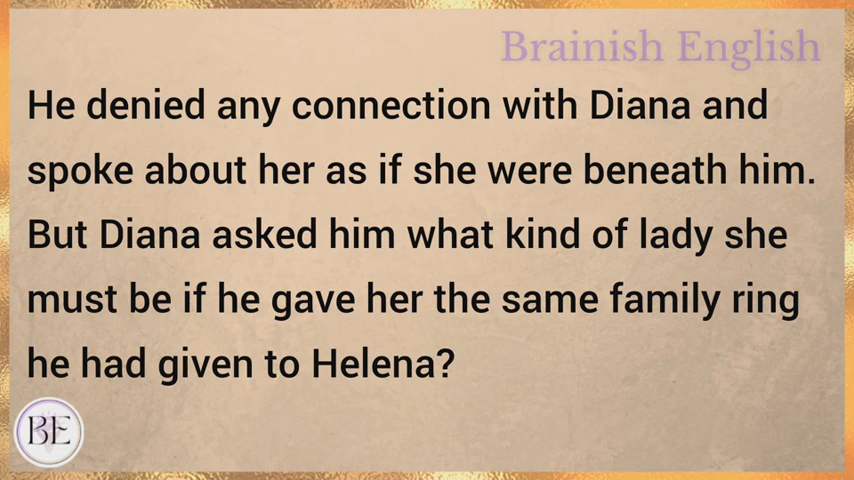 Brainish English
He denied any connection with Diana and
spoke about her as if she were beneath him.
But Diana asked him what kind of lady she
must be if he gave her the same family ring
he had given to Helena?
BE